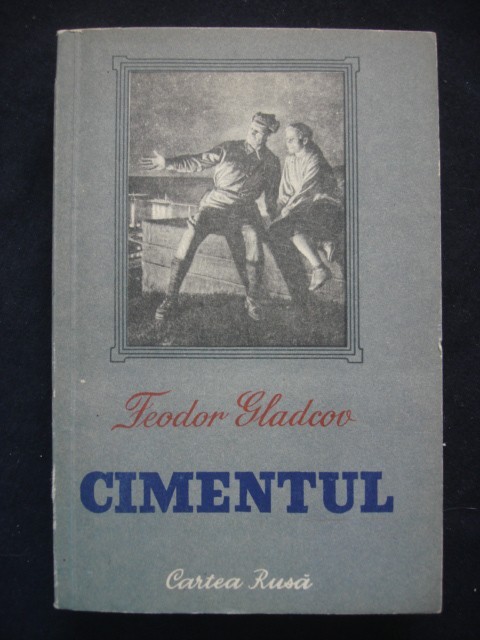 Feodor Gladcov
CIMENTUL
Cartea Rusă